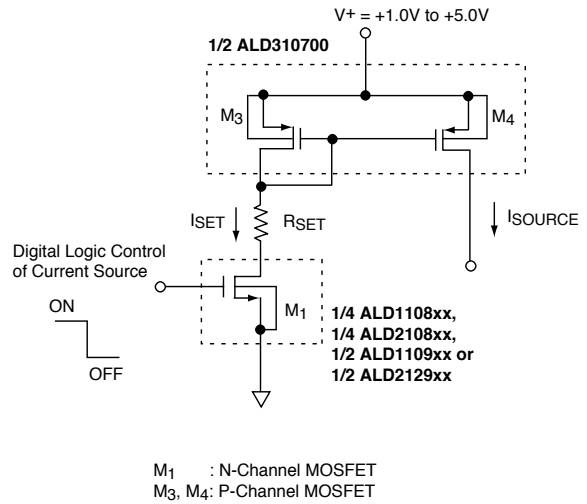 V+ = +1.0V to +5.0V
1/2 ALD310700
M3
M4
ISET
RSET
ISOURCE
Digital Logic Control
of Current Source
ON
OFF
M1
1/4 ALD1108xx,
1/4 ALD2108xx,
1/2 ALD1109xx or
1/2 ALD2129xx
M1 : N-Channel MOSFET
M3, M4: P-Channel MOSFET